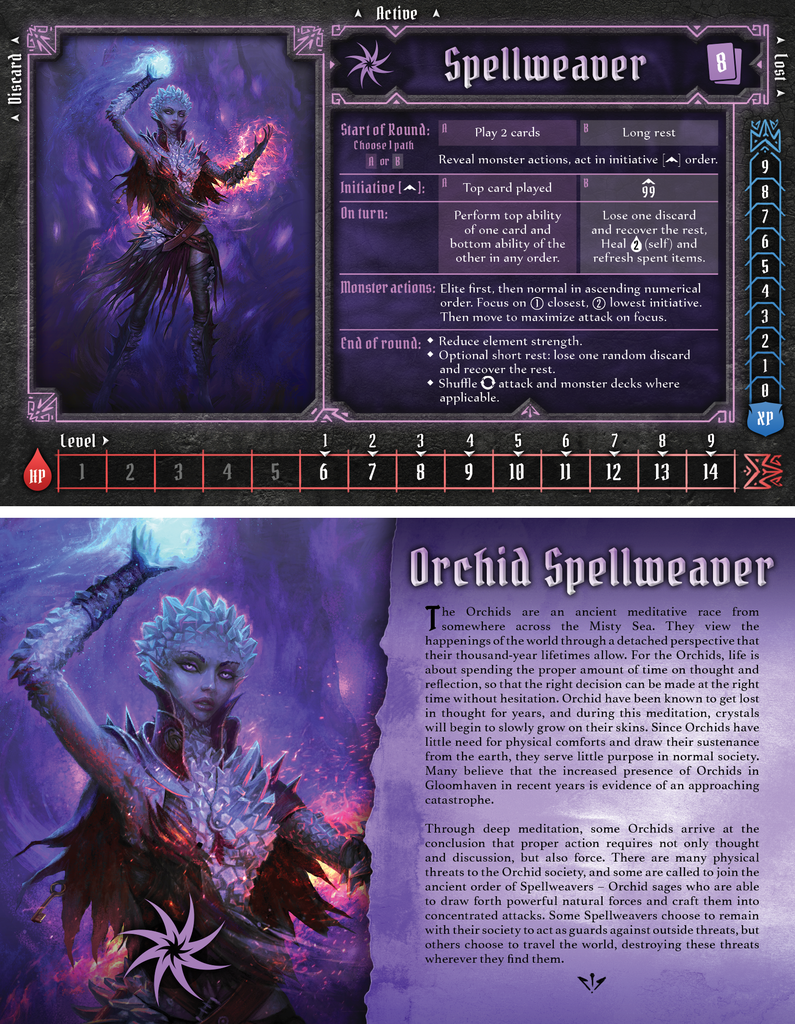 Active
Discard
Lost
Spellweaver
8
Start of Round:
Choose 1 path
A or B
A Play 2 cards
B Long rest
Reveal monster actions, act in initiative [ ] order.
Initiative [ ]:
A Top card played
B 99
On turn:
Perform top ability
of one card and
bottom ability of the
other in any order.
Lose one discard
and recover the rest,
Heal 2 (self) and
refresh spent items.
Monster actions:
Elite first, then normal in ascending numerical
order. Focus on ① closest, ② lowest initiative.
Then move to maximize attack on focus.
End of round:
◆ Reduce element strength.
◆ Optional short rest: lose one random discard
and recover the rest.
◆ Shuffle attack and monster decks where
applicable.
9
8
7
6
5
4
3
2
1
0
XP
Level
1 2 3 4 5 6 7 8 9
HP 1 2 3 4 5 6 7 8 9 10 11 12 13 14
Orchid Spellweaver
The Orchids are an ancient meditative race from
somewhere across the Misty Sea. They view the
happenings of the world through a detached perspective that
their thousand-year lifetimes allow. For the Orchids, life is
about spending the proper amount of time on thought and
reflection, so that the right decision can be made at the right
time without hesitation. Orchid have been known to get lost
in thought for years, and during this meditation, crystals
will begin to slowly grow on their skins. Since Orchids have
little need for physical comforts and draw their sustenance
from the earth, they serve little purpose in normal society.
Many believe that the increased presence of Orchids in
Gloomhaven in recent years is evidence of an approaching
catastrophe.
Through deep meditation, some Orchids arrive at the
conclusion that proper action requires not only thought
and discussion, but also force. There are many physical
threats to the Orchid society, and some are called to join the
ancient order of Spellweavers – Orchid sages who are able
to draw forth powerful natural forces and craft them into
concentrated attacks. Some Spellweavers choose to remain
with their society to act as guards against outside threats, but
others choose to travel the world, destroying these threats
wherever they find them.